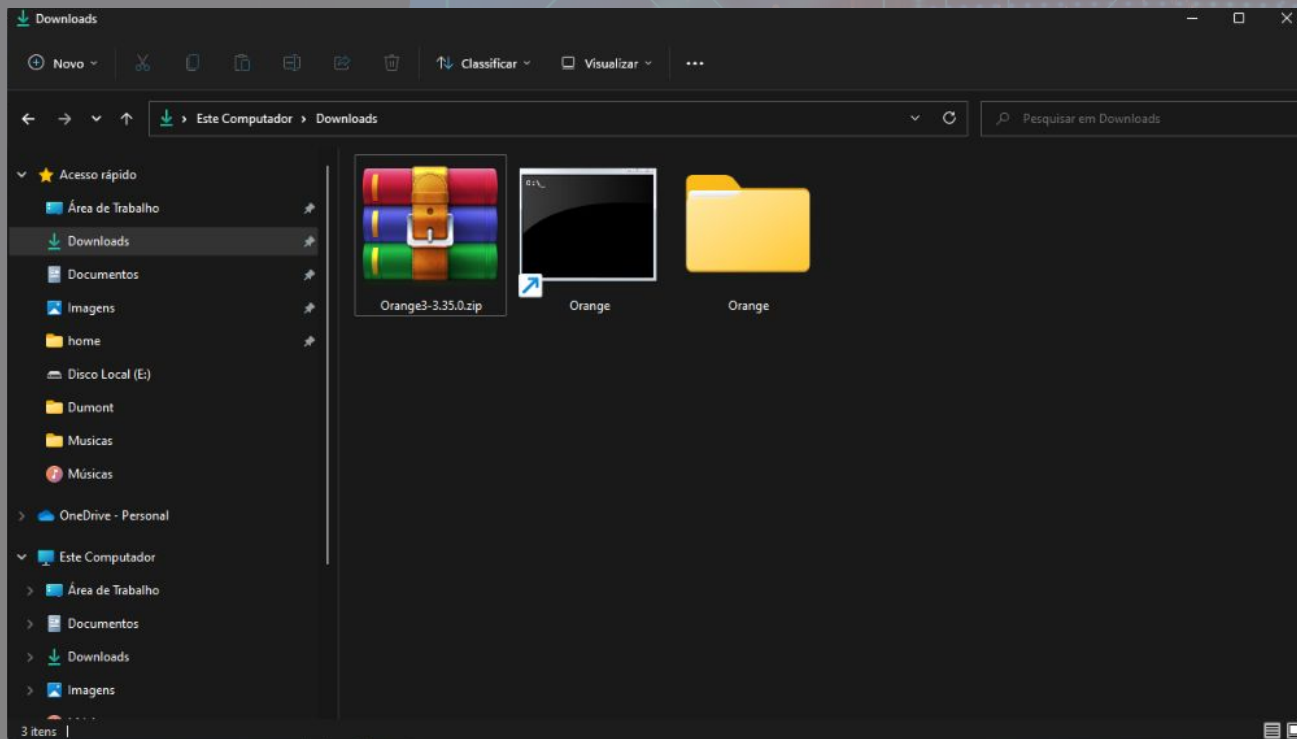 Downloads
Novo
Classificar
Visualizar
Este Computador > Downloads
Pesquisar em Downloads
Acesso rápido
Área de Trabalho
Downloads
Documentos
Imagens
home
Disco Local (E:)
Dumont
Musicas
Músicas
OneDrive - Personal
Este Computador
Área de Trabalho
Documentos
Downloads
Imagens
C:\_
Orange3-3.35.0.zip
Orange
Orange
3 itens